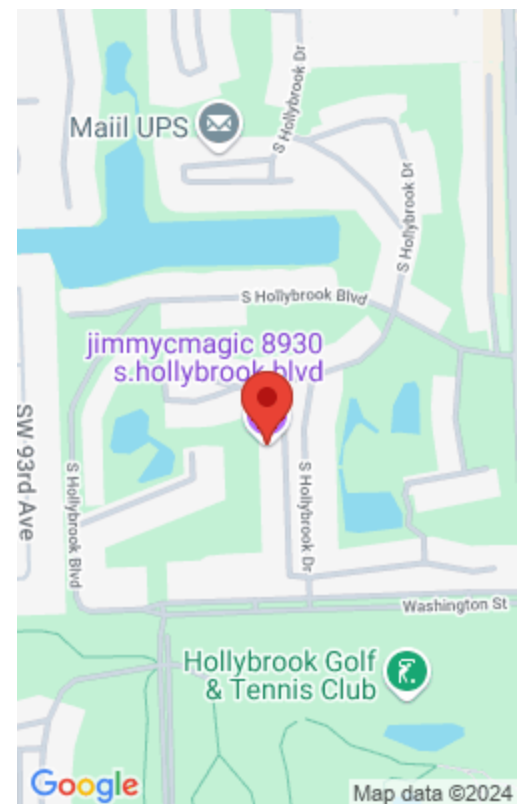 S Hollybrook Dr
Maiil UPS
S Hollybrook Dr
S Hollybrook Blvd
jimmycmagic 8930
s.hollybrook blvd
SW 93rd Ave
S Hollybrook Blvd
S Hollybrook Dr
Washington St
Hollybrook Golf
& Tennis Club
Google
Map data ©2024